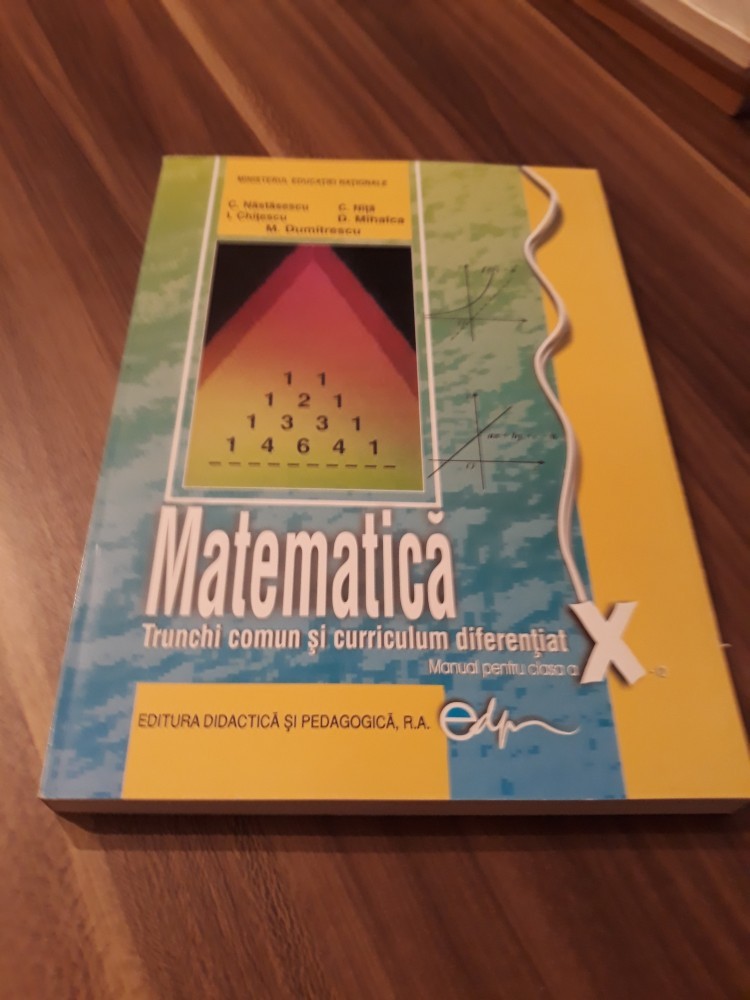 MINISTERUL EDUCAȚIEI NAȚIONALE
C. Năstăsescu C. Niță
I. Chițescu D. Mihalca
M. Dumitrescu
1 1
1 2 1
1 3 3 1
1 4 6 4 1
Matematică
Trunchi comun și curriculum diferențiat
Manual pentru clasa a X-a
EDITURA DIDACTICĂ ȘI PEDAGOGICĂ, R.A. edp